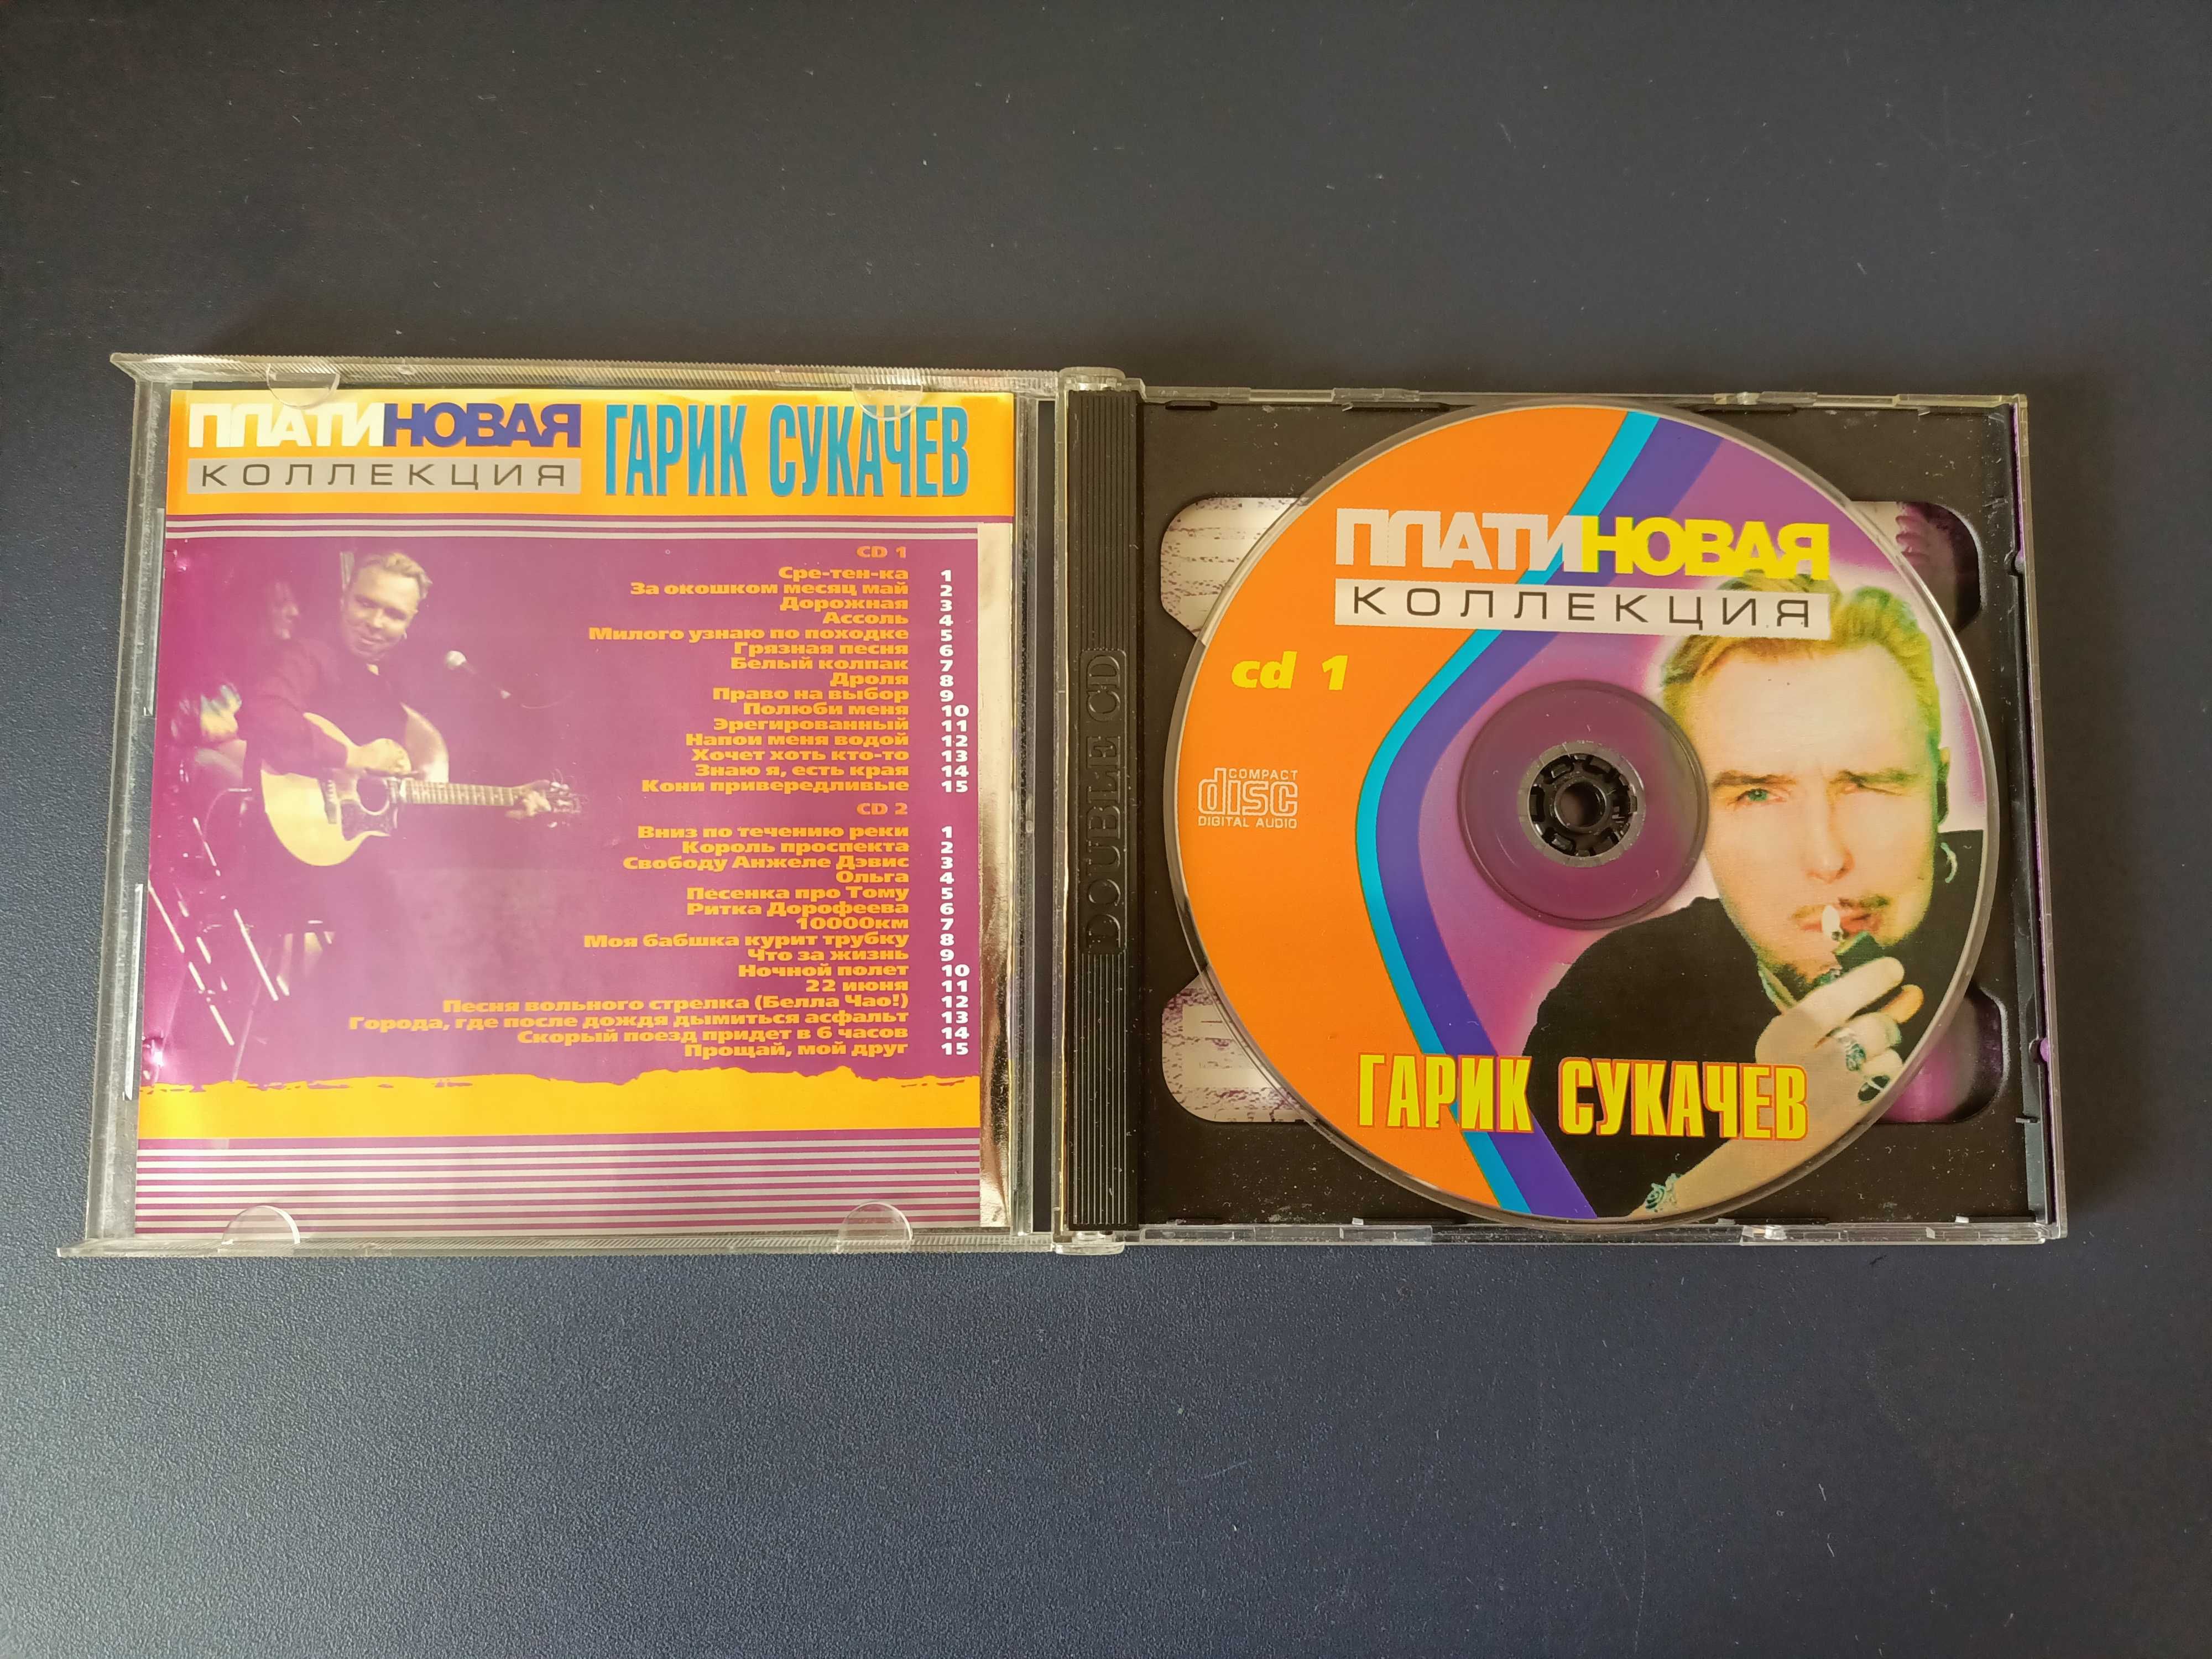 ПЛАТИНОВАЯ
КОЛЛЕКЦИЯ
ГАРИК СУКАЧЕВ
CD 1
Сре-тен-ка 1
За окошком месяц май 2
Дорожная 3
Ассоль 4
Милого узнаю по походке 5
Грязная песня 6
Белый колпак 7
Дроля 8
Право на выбор 9
Полюби меня 10
Эрегированный 11
Напои меня водой 12
Хочет хоть кто-то 13
Знаю я, есть края 14
Кони привередливые 15
CD 2
Вниз по течению реки 1
Король проспекта 2
Свободу Анжеле Дэвис 3
Ольга 4
Песенка про Тому 5
Ритка Дорофеева 6
10000км 7
Моя бабшка курит трубку 8
Что за жизнь 9
Ночной полет 10
22 июня 11
Песня вольного стрелка (Белла Чао!) 12
Города, где после дождя дымиться асфальт 13
Скорый поезд придет в 6 часов 14
Прощай, мой друг 15
DOUBLE CD
ПЛАТИНОВАЯ
КОЛЛЕКЦИЯ
cd 1
COMPACT
disc
DIGITAL AUDIO
ГАРИК СУКАЧЕВ